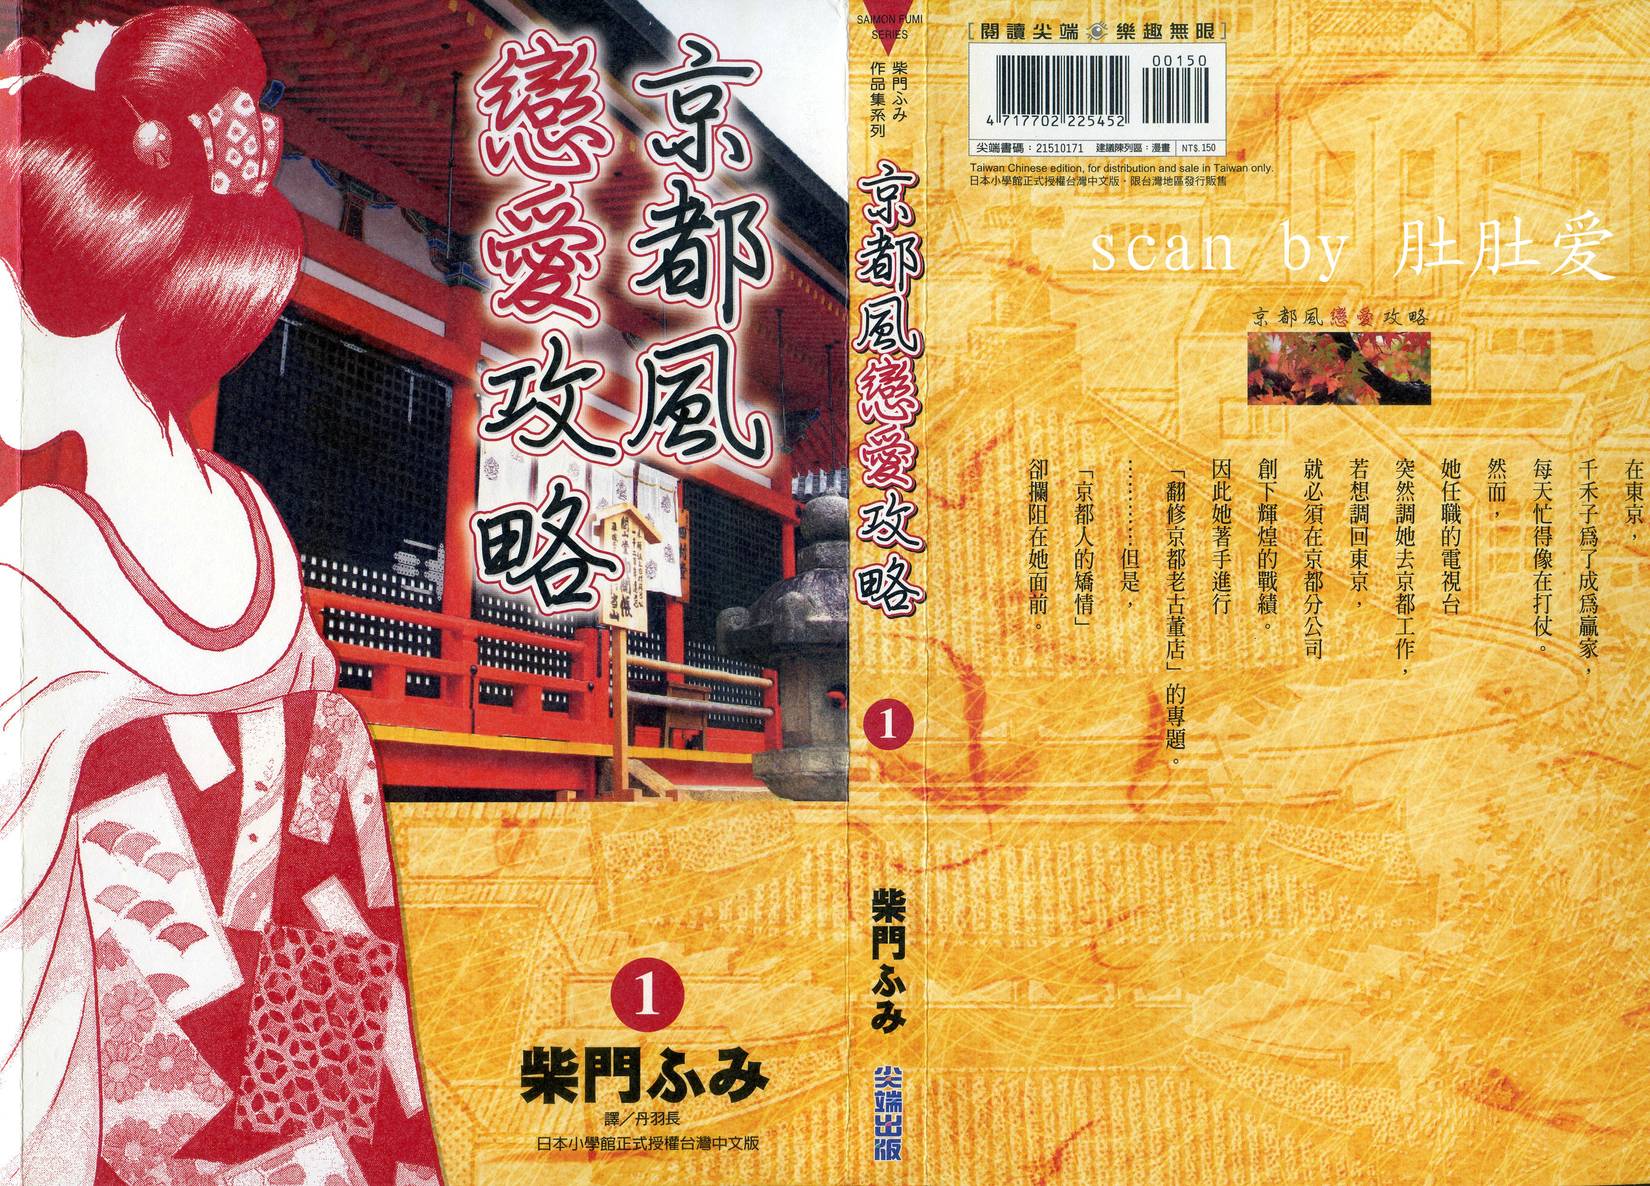 京都風
戀愛攻略
1
柴門ふみ
譯／丹羽長
日本小學館正式授權台灣中文版
SAIMON FUMI
SERIES
柴門ふみ
作品集系列
京都風戀愛攻略
1
柴門ふみ
尖端出版
[閱讀尖端 樂趣無限]
00150
4 717702 225452
尖端書碼：21510171 建議陳列區：漫畫 NT$.150
Taiwan Chinese edition, for distribution and sale in Taiwan only.
日本小學館正式授權台灣中文版・限台灣地區發行販售
scan by 肚肚爱
京都風戀愛攻略
在東京，
千禾子爲了成爲贏家，
每天忙得像在打仗。
然而，
她任職的電視台
突然調她去京都工作，
若想調回東京，
就必須在京都分公司
創下輝煌的戰績。
因此她著手進行
「翻修京都老古董店」的專題。
…………但是，
「京都人的矯情」
卻攔阻在她面前。